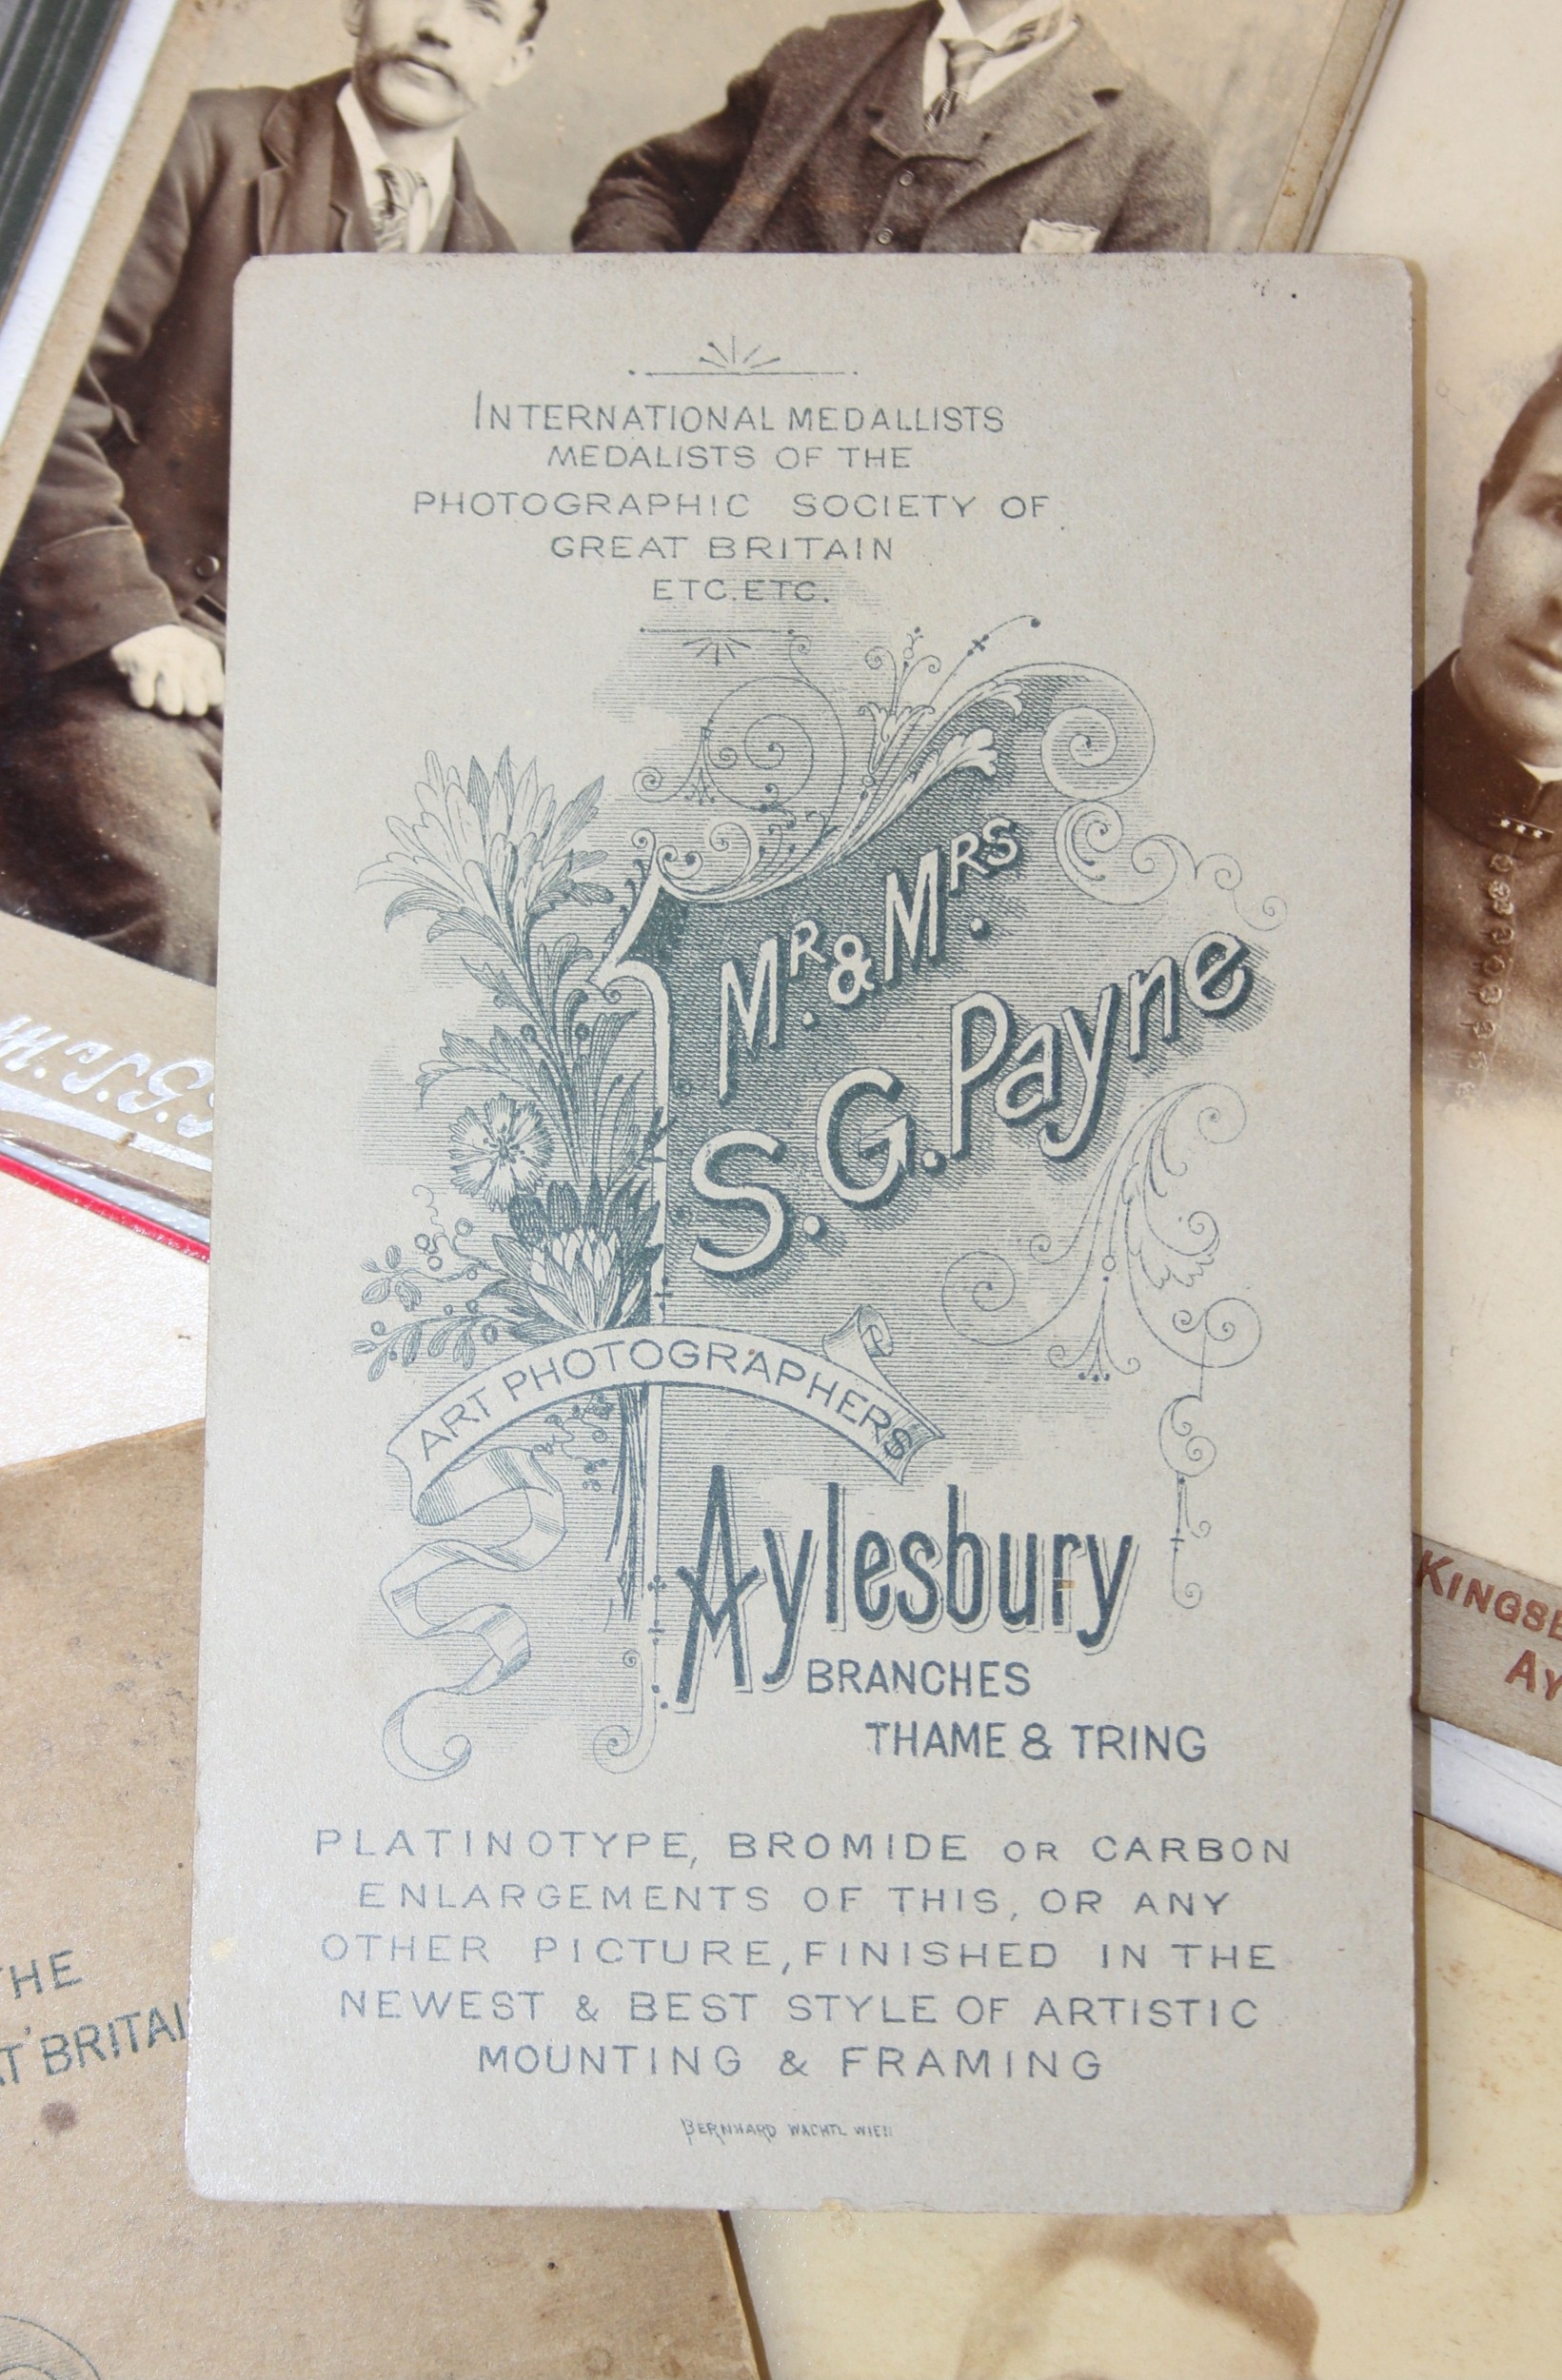 INTERNATIONAL MEDALLISTS
MEDALISTS OF THE
PHOTOGRAPHIC SOCIETY OF
GREAT BRITAIN
ETC. ETC.
MR. & MRS.
S. G. Payne
ART PHOTOGRAPHERS
Aylesbury
BRANCHES
THAME & TRING
PLATINOTYPE, BROMIDE OR CARBON
ENLARGEMENTS OF THIS, OR ANY
OTHER PICTURE, FINISHED IN THE
NEWEST & BEST STYLE OF ARTISTIC
MOUNTING & FRAMING
BERNHARD WACHTL WIEN
THE
BRITAI
KINGSB
AY